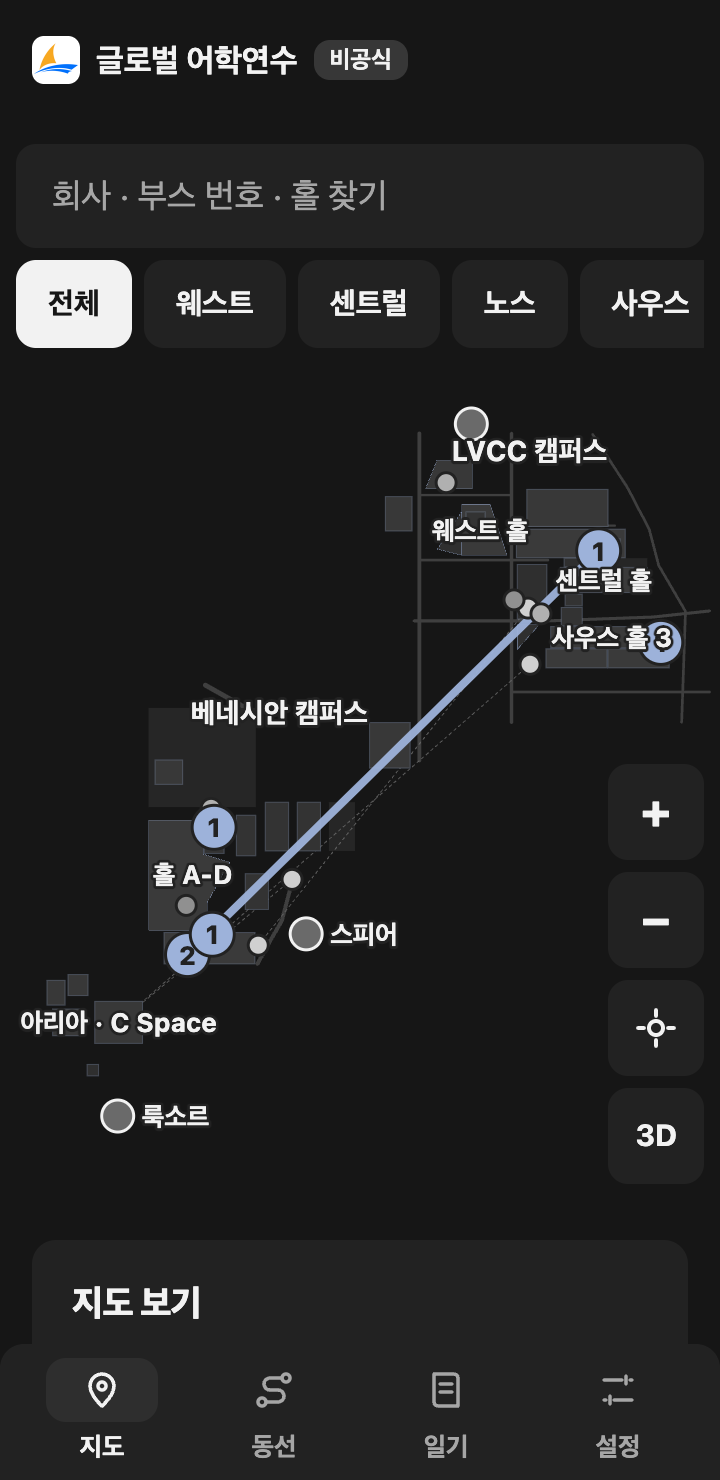 글로벌 어학연수 비공식
회사 · 부스 번호 · 홀 찾기
전체 웨스트 센트럴 노스 사우스
LVCC 캠퍼스
웨스트 홀
1
센트럴 홀
사우스 홀 3
베네시안 캠퍼스
1
홀 A-D
1
2
스피어
아리아 · C Space
룩소르
+
−
3D
지도 보기
지도 동선 일기 설정